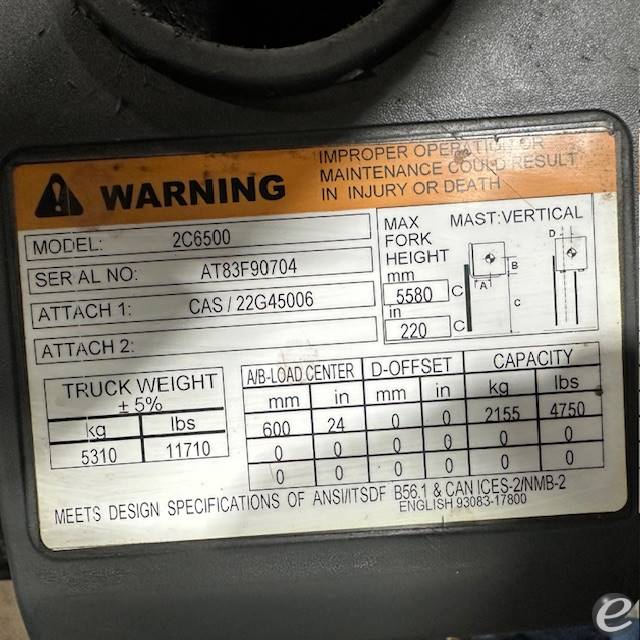 WARNING
IMPROPER OPERATION OR
MAINTENANCE COULD RESULT
IN INJURY OR DEATH
MODEL: 2C6500
SERIAL NO: AT83F90704
ATTACH 1: CAS / 22G45006
ATTACH 2:
MAX
FORK
HEIGHT
mm
5580
in
220
MAST:VERTICAL
C
C
A
B
C
D
TRUCK WEIGHT
± 5%
kg lbs
5310 11710
A/B-LOAD CENTER D-OFFSET CAPACITY
mm in mm in kg lbs
600 24 0 0 2155 4750
0 0 0 0 0 0
0 0 0 0 0 0
MEETS DESIGN SPECIFICATIONS OF ANSI/ITSDF B56.1 & CAN ICES-2/NMB-2
ENGLISH 93083-17800
e